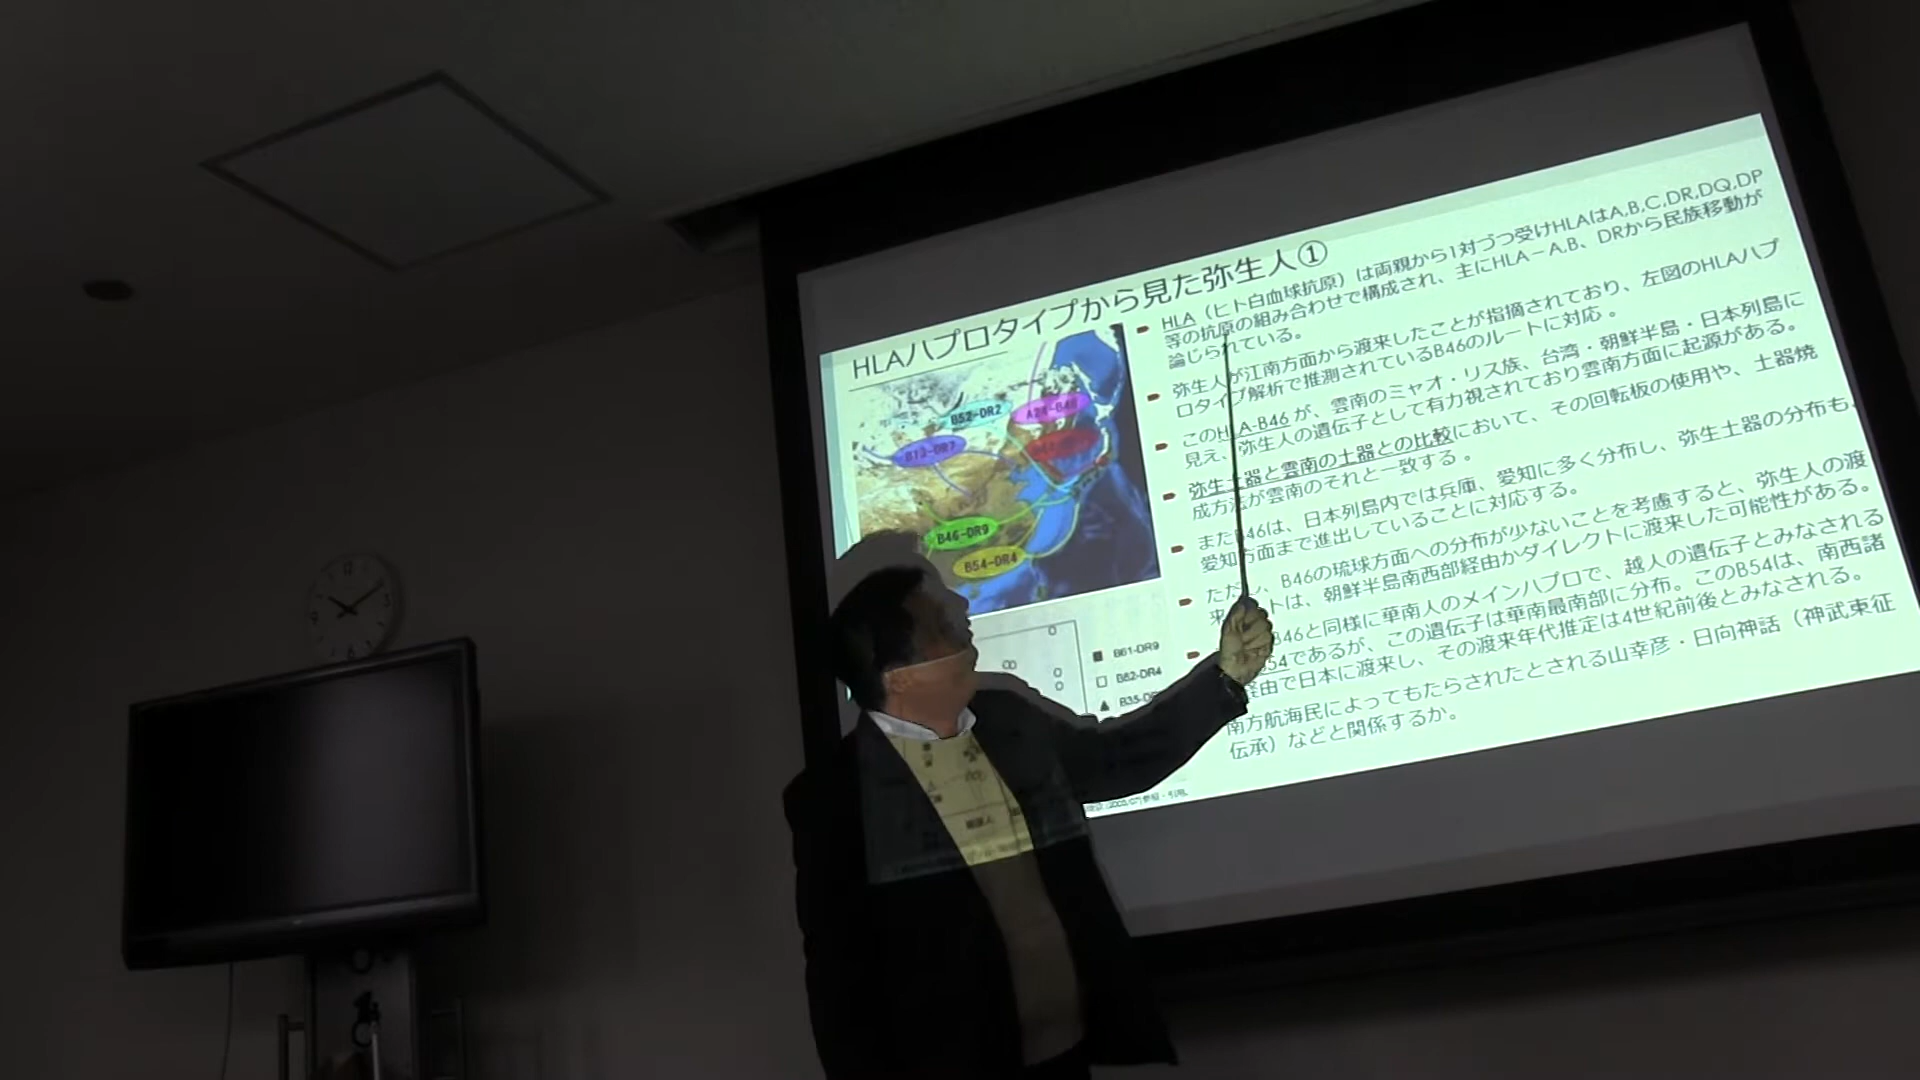 HLAハプロタイプから見た弥生人①
HLA（ヒト白血球抗原）は両親から1対づつ受けHLAはA,B,C,DR,DQ,DP
等の抗原の組み合わせで構成され、主にHLA－A,B、DRから民族移動が
論じられている。
弥生人が江南方面から渡来したことが指摘されており、左図のHLAハプ
ロタイプ解析で推測されているB46のルートに対応。
このHLA-B46 が、雲南のミャオ・リス族、台湾・朝鮮半島・日本列島に
見え、弥生人の遺伝子として有力視されており雲南方面に起源がある。
弥生土器と雲南の土器との比較において、その回転板の使用や、土器焼
成方法が雲南のそれと一致する。
またB46は、日本列島内では兵庫、愛知に多く分布し、弥生土器の分布も、
愛知方面まで進出していることに対応する。
ただし、B46の琉球方面への分布が少ないことを考慮すると、弥生人の渡
来 トは、朝鮮半島南西部経由かダイレクトに渡来した可能性がある。
B46と同様に華南人のメインハプロで、越人の遺伝子とみなされる
54であるが、この遺伝子は華南最南部に分布。このB54は、南西諸
経由で日本に渡来し、その渡来年代推定は4世紀前後とみなされる。
南方航海民によってもたらされたとされる山幸彦・日向神話（神武東征
伝承）などと関係するか。
B52-DR2
A24-B48
B13-DR7
B46-DR9
B54-DR4
B61-DR9
B62-DR4
B35-
12
3